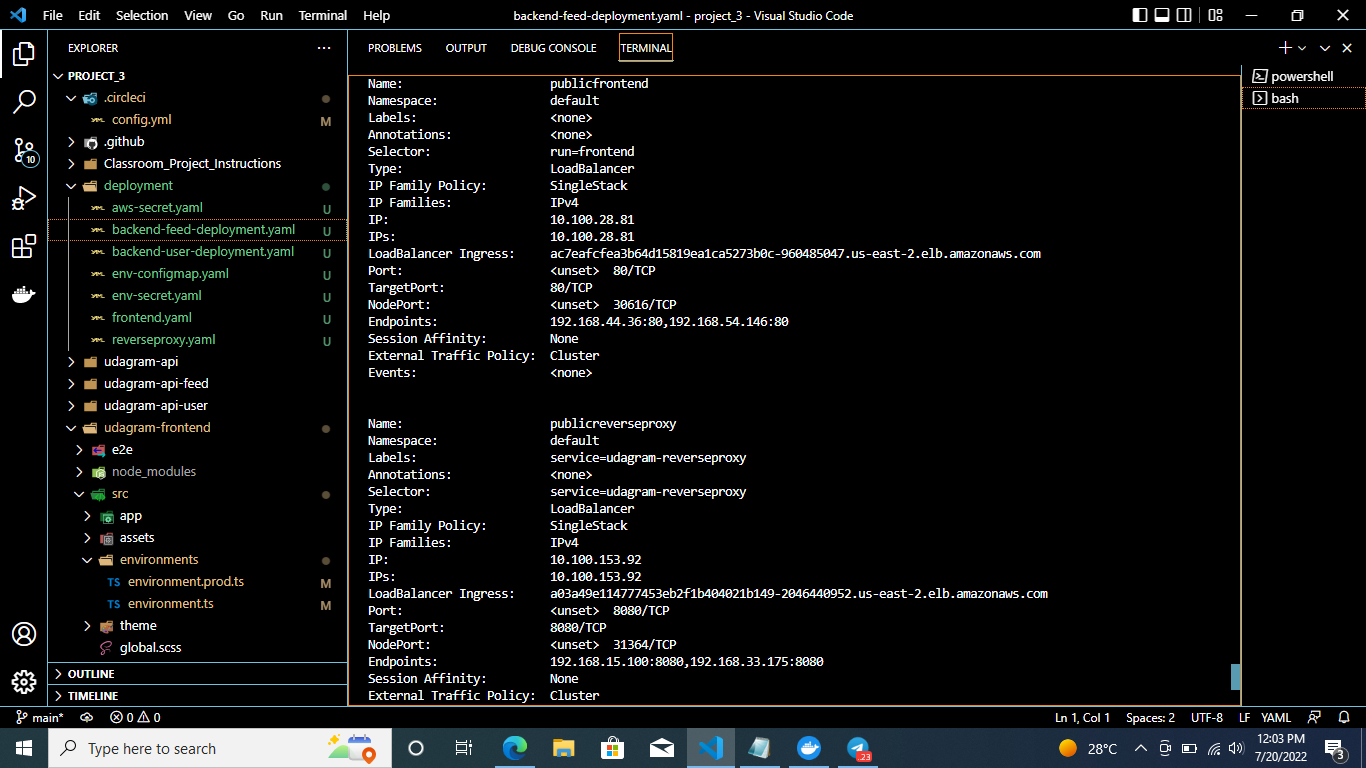 File Edit Selection View Go Run Terminal Help backend-feed-deployment.yaml - project_3 - Visual Studio Code
EXPLORER
PROJECT_3
.circleci
config.yml M
.github
Classroom_Project_Instructions
deployment
aws-secret.yaml U
backend-feed-deployment.yaml U
backend-user-deployment.yaml U
env-configmap.yaml U
env-secret.yaml U
frontend.yaml U
reverseproxy.yaml U
udagram-api
udagram-api-feed
udagram-api-user
udagram-frontend
e2e
node_modules
src
app
assets
environments
TS environment.prod.ts M
TS environment.ts M
theme
global.scss
OUTLINE
TIMELINE
10
PROBLEMS OUTPUT DEBUG CONSOLE TERMINAL
Name: publicfrontend
Namespace: default
Labels: <none>
Annotations: <none>
Selector: run=frontend
Type: LoadBalancer
IP Family Policy: SingleStack
IP Families: IPv4
IP: 10.100.28.81
IPs: 10.100.28.81
LoadBalancer Ingress: ac7eafcfea3b64d15819ea1ca5273b0c-960485047.us-east-2.elb.amazonaws.com
Port: <unset> 80/TCP
TargetPort: 80/TCP
NodePort: <unset> 30616/TCP
Endpoints: 192.168.44.36:80,192.168.54.146:80
Session Affinity: None
External Traffic Policy: Cluster
Events: <none>
Name: publicreverseproxy
Namespace: default
Labels: service=udagram-reverseproxy
Annotations: <none>
Selector: service=udagram-reverseproxy
Type: LoadBalancer
IP Family Policy: SingleStack
IP Families: IPv4
IP: 10.100.153.92
IPs: 10.100.153.92
LoadBalancer Ingress: a03a49e114777453eb2f1b404021b149-2046440952.us-east-2.elb.amazonaws.com
Port: <unset> 8080/TCP
TargetPort: 8080/TCP
NodePort: <unset> 31364/TCP
Endpoints: 192.168.15.100:8080,192.168.33.175:8080
Session Affinity: None
External Traffic Policy: Cluster
powershell
bash
main* 0 0 Ln 1, Col 1 Spaces: 2 UTF-8 LF YAML
Type here to search 23 28°C 12:03 PM
7/20/2022 3